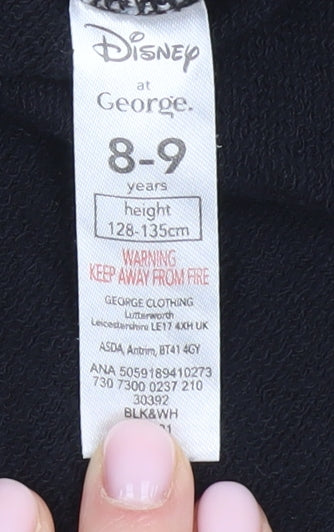 Disney
at
George.
8-9
years
height
128-135cm
WARNING
KEEP AWAY FROM FIRE
GEORGE CLOTHING
Lutterworth
Leicestershire LE17 4XH UK
ASDA, Antrim, BT41 4GY
ANA 5059189410273
730 7300 0237 210
30392
BLK&WH